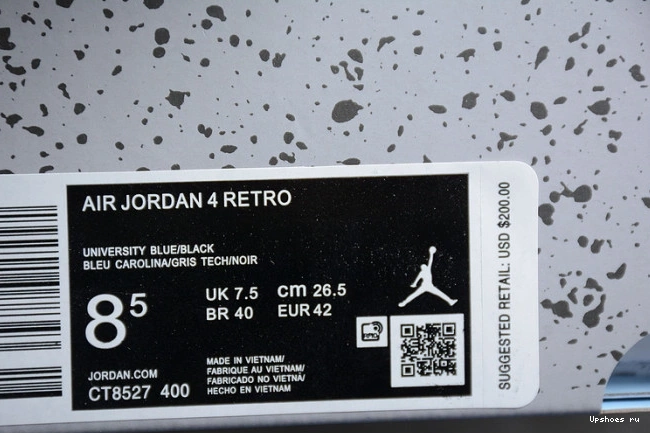 AIR JORDAN 4 RETRO
UNIVERSITY BLUE/BLACK
BLEU CAROLINA/GRIS TECH/NOIR
8⁵
UK 7.5 cm 26.5
BR 40 EUR 42
JORDAN.COM
CT8527 400
MADE IN VIETNAM/
FABRIQUE AU VIETNAM/
FABRICADO NO VIETNÃ/
HECHO EN VIETNAM
SUGGESTED RETAIL: USD $200.00
Upshoes ru